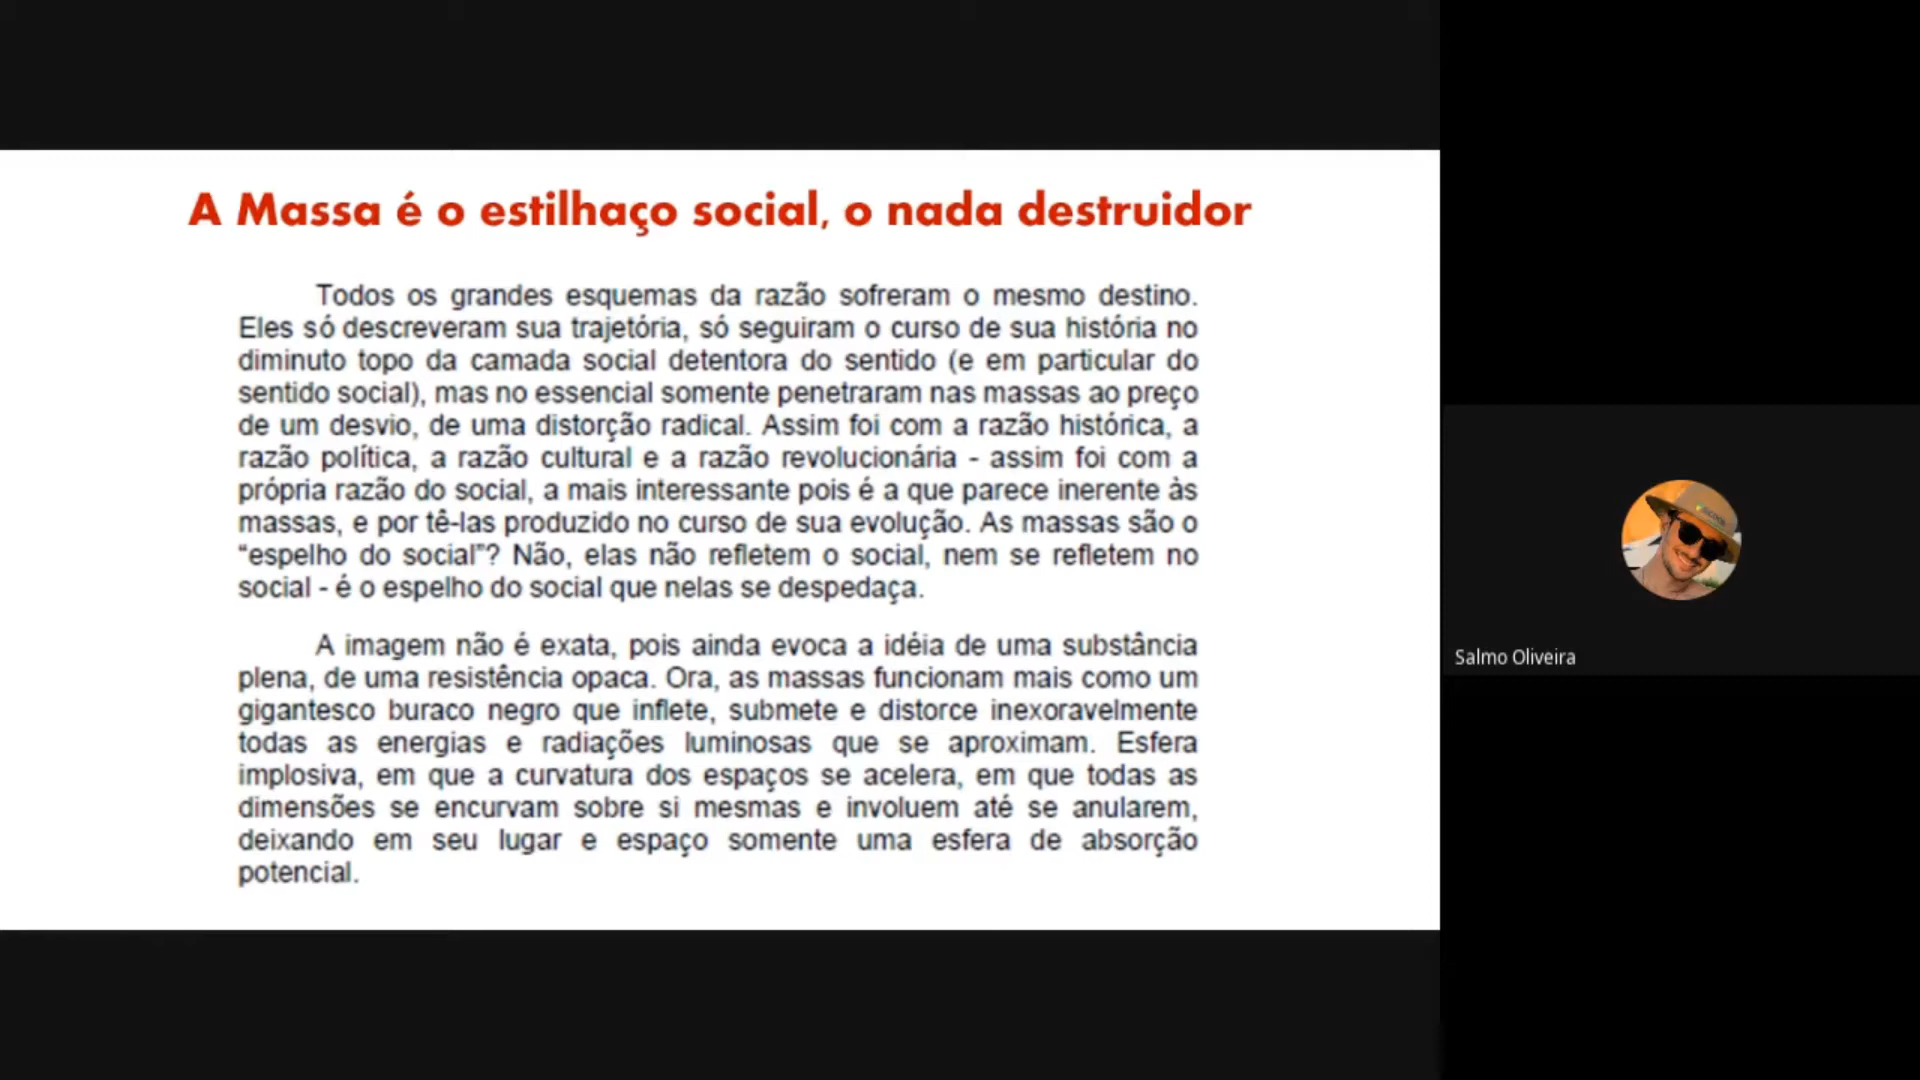 A Massa é o estilhaço social, o nada destruidor
Todos os grandes esquemas da razão sofreram o mesmo destino.
Eles só descreveram sua trajetória, só seguiram o curso de sua história no
diminuto topo da camada social detentora do sentido (e em particular do
sentido social), mas no essencial somente penetraram nas massas ao preço
de um desvio, de uma distorção radical. Assim foi com a razão histórica, a
razão política, a razão cultural e a razão revolucionária - assim foi com a
própria razão do social, a mais interessante pois é a que parece inerente às
massas, e por tê-las produzido no curso de sua evolução. As massas são o
“espelho do social”? Não, elas não refletem o social, nem se refletem no
social - é o espelho do social que nelas se despedaça.
A imagem não é exata, pois ainda evoca a idéia de uma substância
plena, de uma resistência opaca. Ora, as massas funcionam mais como um
gigantesco buraco negro que inflete, submete e distorce inexoravelmente
todas as energias e radiações luminosas que se aproximam. Esfera
implosiva, em que a curvatura dos espaços se acelera, em que todas as
dimensões se encurvam sobre si mesmas e involuem até se anularem,
deixando em seu lugar e espaço somente uma esfera de absorção
potencial.
Salmo Oliveira